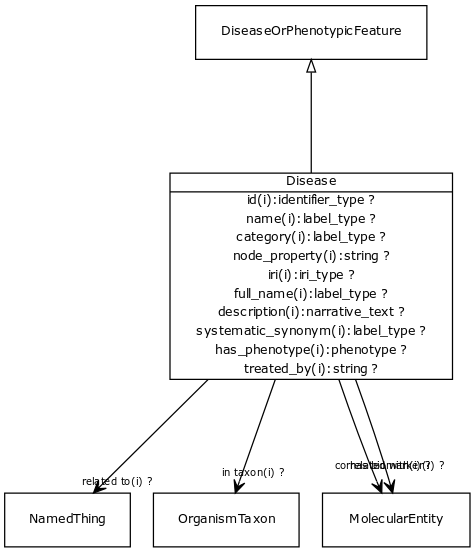 DiseaseOrPhenotypicFeature
Disease
id(i):identifier_type ?
name(i):label_type ?
category(i):label_type ?
node_property(i):string ?
iri(i):iri_type ?
full_name(i):label_type ?
description(i):narrative_text ?
systematic_synonym(i):label_type ?
has_phenotype(i):phenotype ?
treated_by(i):string ?
related to(i) ?
in taxon(i) ?
NamedThing
OrganismTaxon
MolecularEntity